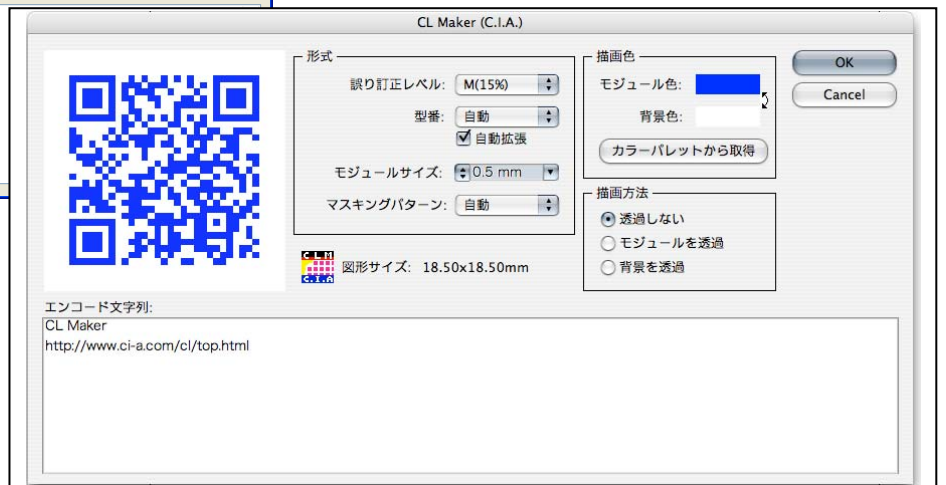 CL Maker (C.I.A.)
形式
誤り訂正レベル: M(15%)
型番: 自動
自動拡張
モジュールサイズ: 0.5 mm
マスキングパターン: 自動
CLM
C.I.A
図形サイズ: 18.50x18.50mm
描画色
モジュール色:
背景色:
カラーパレットから取得
描画方法
透過しない
モジュールを透過
背景を透過
OK
Cancel
エンコード文字列:
CL Maker
http://www.ci-a.com/cl/top.html